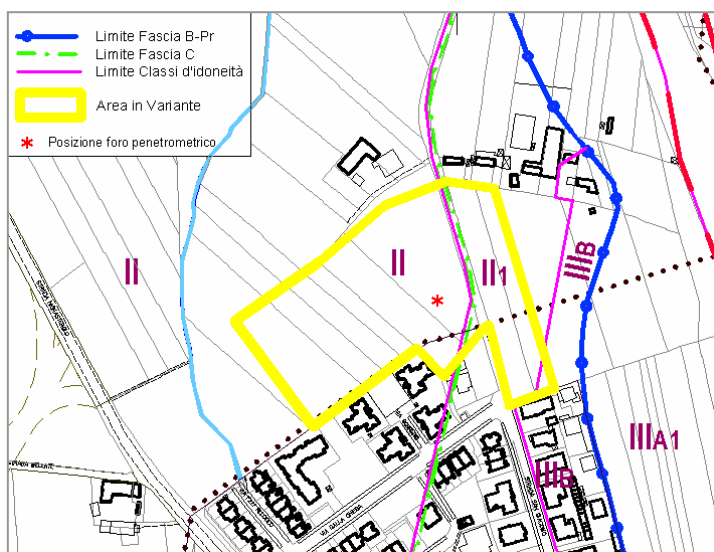 Limite Fascia B-Pr
Limite Fascia C
Limite Classi d'idoneità
Area in Variante
Posizione foro penetrometrico
II
II
II1
IIIB
IIIA1
IIIB